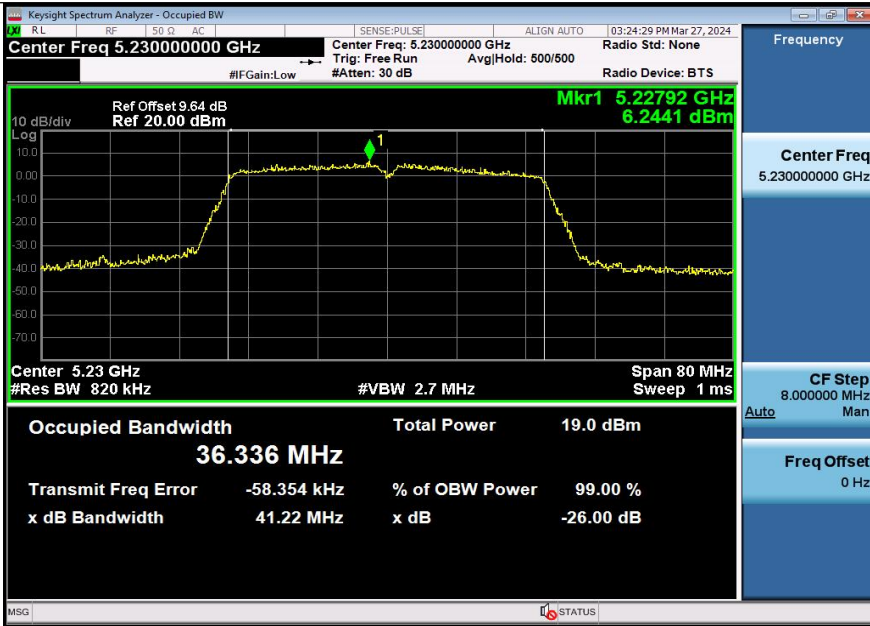 Keysight Spectrum Analyzer - Occupied BW
LXI RL RF 50 Ω AC SENSE:PULSE ALIGN AUTO 03:24:29 PM Mar 27, 2024
Center Freq 5.230000000 GHz
Center Freq: 5.230000000 GHz Radio Std: None
Trig: Free Run Avg|Hold: 500/500
#IFGain:Low #Atten: 30 dB Radio Device: BTS
Ref Offset 9.64 dB Mkr1 5.22792 GHz
10 dB/div Ref 20.00 dBm 6.2441 dBm
Log
1
10.0
0.00
-10.0
-20.0
-30.0
-40.0
-50.0
-60.0
-70.0
Center 5.23 GHz Span 80 MHz
#Res BW 820 kHz #VBW 2.7 MHz Sweep 1 ms
Occupied Bandwidth Total Power 19.0 dBm
36.336 MHz
Transmit Freq Error -58.354 kHz % of OBW Power 99.00 %
x dB Bandwidth 41.22 MHz x dB -26.00 dB
MSG STATUS
Frequency
Center Freq
5.230000000 GHz
CF Step
8.000000 MHz
Auto Man
Freq Offset
0 Hz